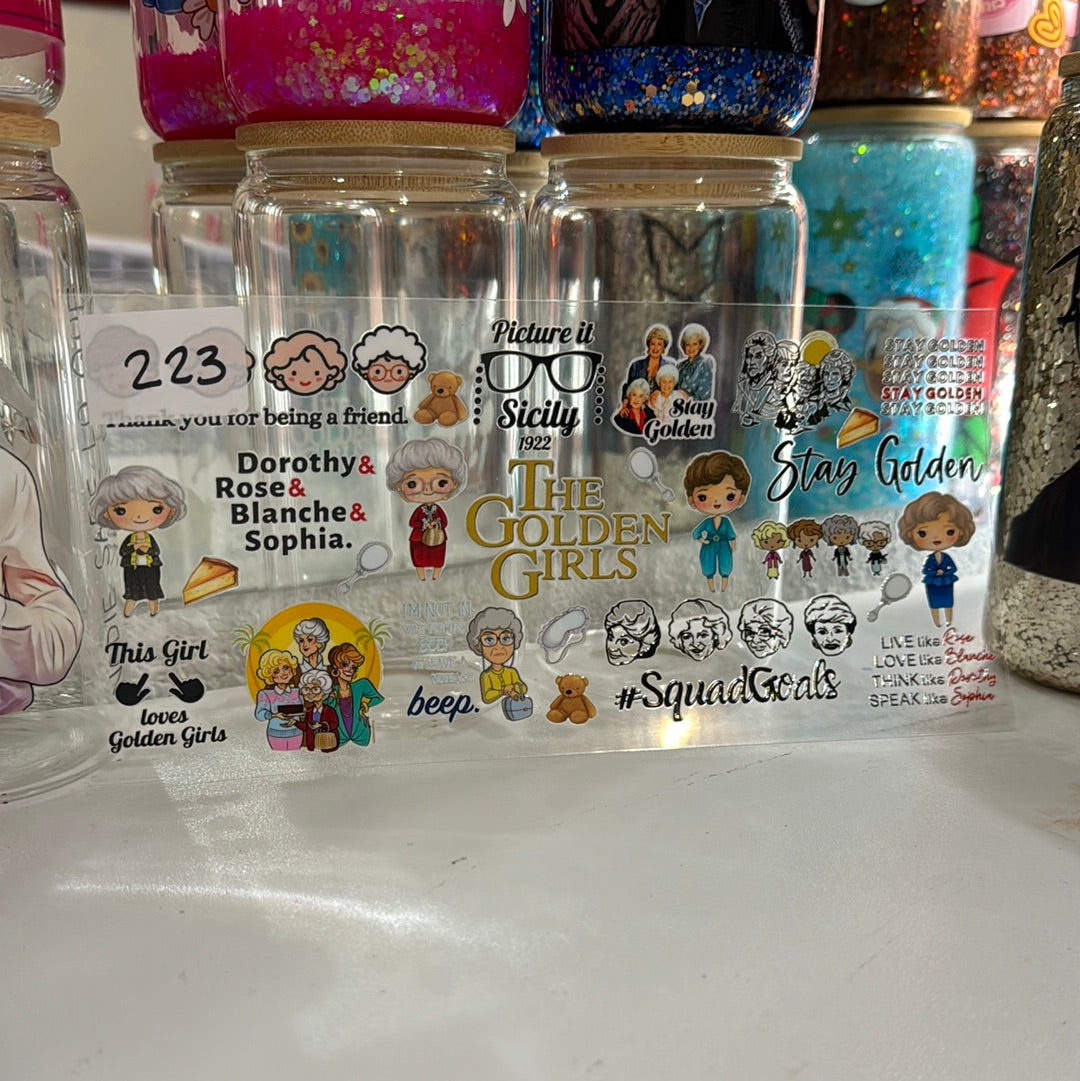 223
Thank you for being a friend.
Picture it
Sicily
1922
Stay
Golden
STAY GOLDEN
STAY GOLDEN
STAY GOLDEN
STAY GOLDEN
STAY GOLDEN
Stay Golden
Dorothy&
Rose&
Blanche&
Sophia.
THE
GOLDEN
GIRLS
This Girl
loves
Golden Girls
I'M NOT IN
beep.
#SquadGoals
LIVE like Rose
LOVE like Blanche
THINK like Dorothy
SPEAK like Sophia